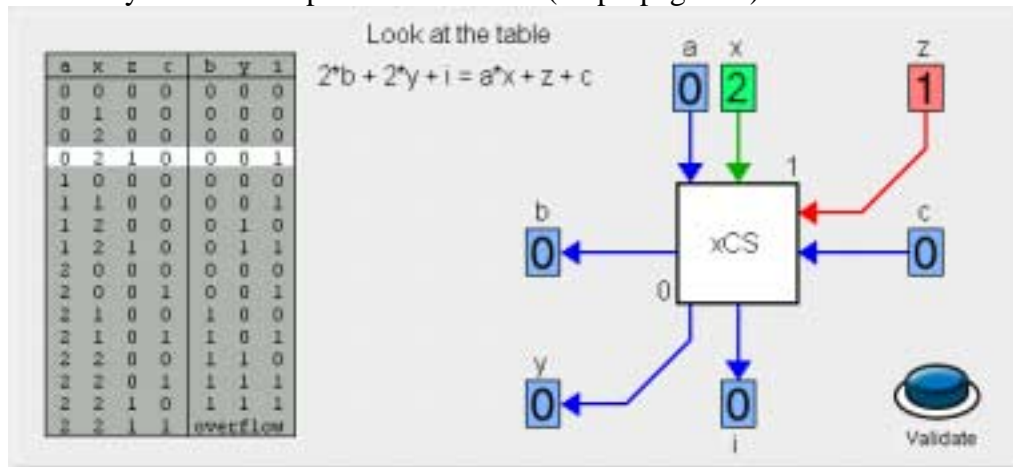 Look at the table
2*b + 2*y + i = a*x + z + c
a x z c b y i
0 0 0 0 0 0 0
0 1 0 0 0 0 0
0 2 0 0 0 0 0
0 2 1 0 0 0 1
1 0 0 0 0 0 0
1 1 0 0 0 0 1
1 2 0 0 0 1 0
1 2 1 0 0 1 1
2 0 0 0 0 0 0
2 0 0 1 0 0 1
2 1 0 0 1 0 0
2 1 0 1 1 0 1
2 2 0 0 1 1 0
2 2 0 1 1 1 1
2 2 1 0 1 1 1
2 2 1 1 overflow
a x z
0 2 1
1
b xCS c
0 0
0
y
0 0
i
Validate